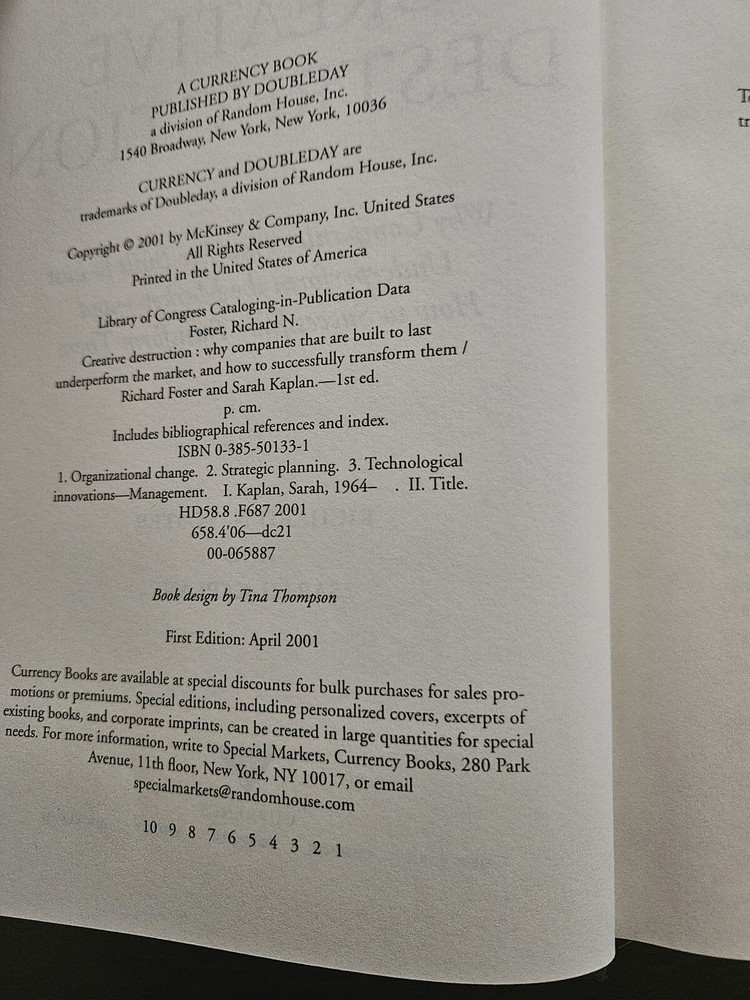 A CURRENCY BOOK
PUBLISHED BY DOUBLEDAY
a division of Random House, Inc.
1540 Broadway, New York, New York, 10036
CURRENCY and DOUBLEDAY are
trademarks of Doubleday, a division of Random House, Inc.
Copyright © 2001 by McKinsey & Company, Inc. United States
All Rights Reserved
Printed in the United States of America
Library of Congress Cataloging-in-Publication Data
Foster, Richard N.
Creative destruction : why companies that are built to last
underperform the market, and how to successfully transform them /
Richard Foster and Sarah Kaplan.—1st ed.
p. cm.
Includes bibliographical references and index.
ISBN 0-385-50133-1
1. Organizational change. 2. Strategic planning. 3. Technological
innovations—Management. I. Kaplan, Sarah, 1964– . II. Title.
HD58.8 .F687 2001
658.4'06—dc21
00-065887
Book design by Tina Thompson
First Edition: April 2001
Currency Books are available at special discounts for bulk purchases for sales pro-
motions or premiums. Special editions, including personalized covers, excerpts of
existing books, and corporate imprints, can be created in large quantities for special
needs. For more information, write to Special Markets, Currency Books, 280 Park
Avenue, 11th floor, New York, NY 10017, or email
specialmarkets@randomhouse.com
10 9 8 7 6 5 4 3 2 1